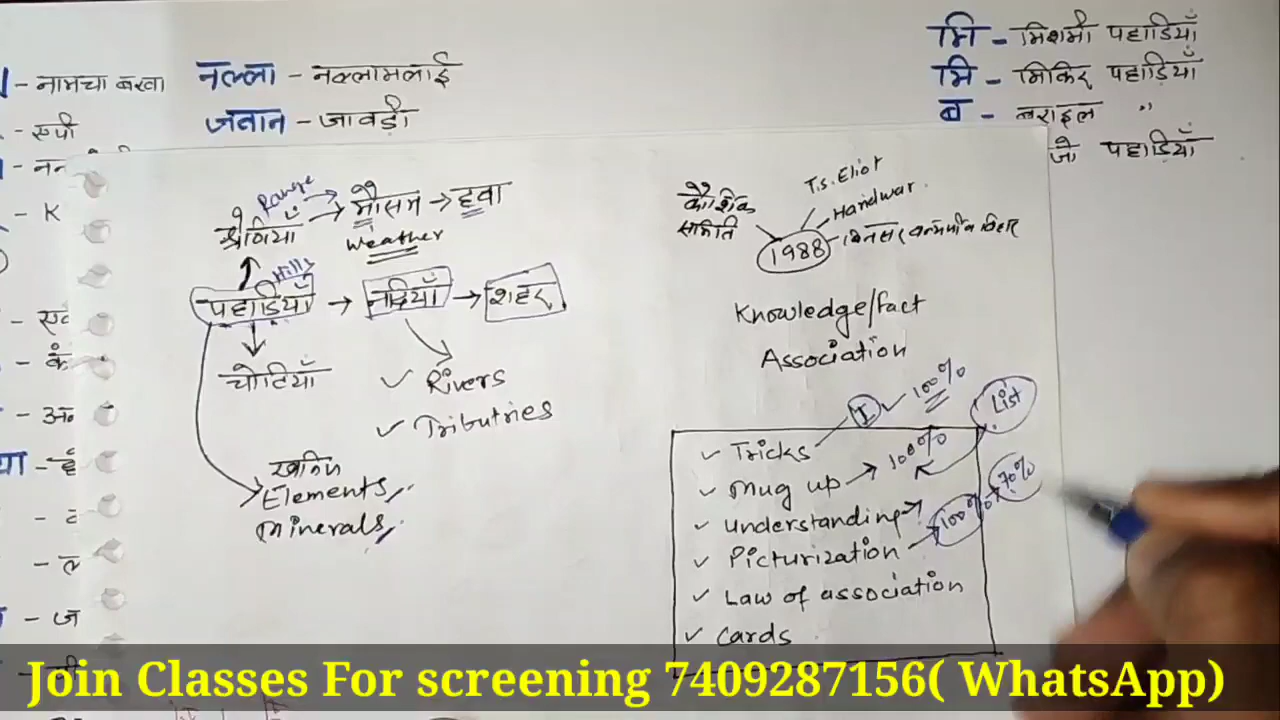 मि - मिशमी पहाड़ियाँ
मि - मिकिर पहाड़ियाँ
ब - बराइल "
जो पहाड़ियाँ
- नामचा बरवा
नल्ला - नल्लामलाई
जवान - जावड़ी
- K
Range
श्रेणियाँ → मौसम → हवा
Weather
Hills
पहाडियाँ → नदियाँ → शहर
चोटियाँ
✓ Rivers
✓ Tributries
खनिज
Elements
Minerals
कौशिक समिति
1988
T.S. Eliot
Haridwar
Knowledge/fact
Association
✓ Tricks I ✓ 100%
✓ Mug up → 100% List
✓ Understanding →
✓ Picturization → 100% → 70%
✓ Law of association
✓ Cards
Join Classes For screening 7409287156( WhatsApp)